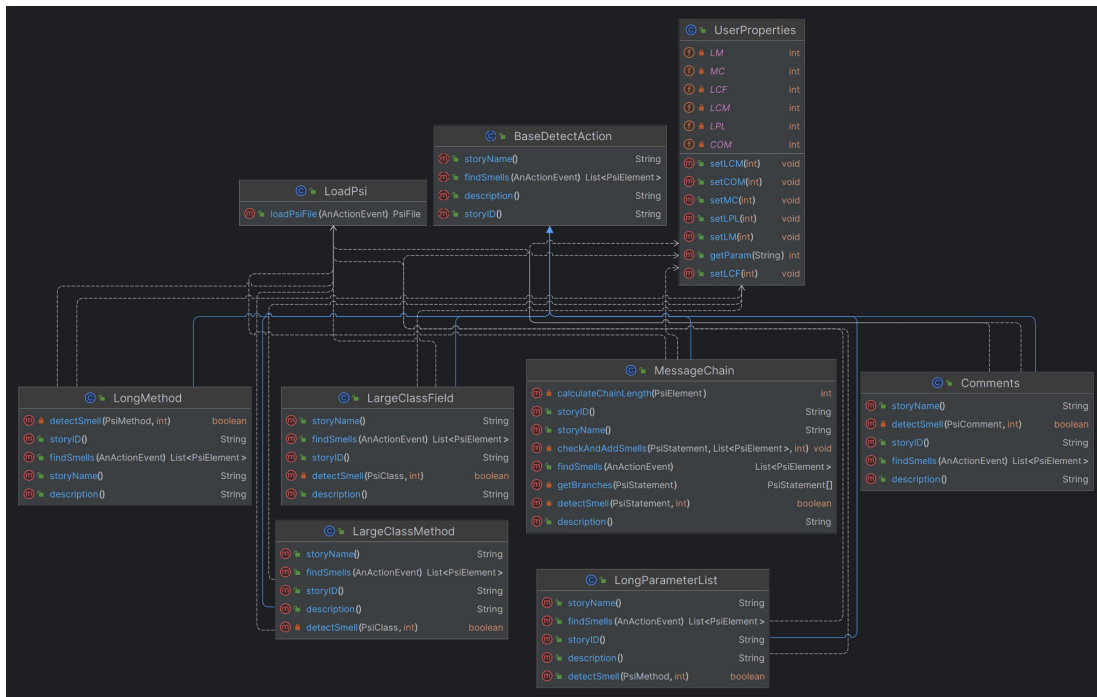 UserProperties
LM int
MC int
LCF int
LCM int
LPL int
COM int
setLCM(int) void
setCOM(int) void
setMC(int) void
setLPL(int) void
setLM(int) void
getParam(String) int
setLCF(int) void
BaseDetectAction
storyName() String
findSmells(AnActionEvent) List<PsiElement>
description() String
storyID() String
LoadPsi
loadPsiFile(AnActionEvent) PsiFile
LongMethod
detectSmell(PsiMethod, int) boolean
storyID() String
findSmells(AnActionEvent) List<PsiElement>
storyName() String
description() String
LargeClassField
storyName() String
findSmells(AnActionEvent) List<PsiElement>
storyID() String
detectSmell(PsiClass, int) boolean
description() String
MessageChain
calculateChainLength(PsiElement) int
storyID() String
storyName() String
checkAndAddSmells(PsiStatement, List<PsiElement>, int) void
findSmells(AnActionEvent) List<PsiElement>
getBranches(PsiStatement) PsiStatement[]
detectSmell(PsiStatement, int) boolean
description() String
Comments
storyName() String
detectSmell(PsiComment, int) boolean
storyID() String
findSmells(AnActionEvent) List<PsiElement>
description() String
LargeClassMethod
storyName() String
findSmells(AnActionEvent) List<PsiElement>
storyID() String
description() String
detectSmell(PsiClass, int) boolean
LongParameterList
storyName() String
findSmells(AnActionEvent) List<PsiElement>
storyID() String
description() String
detectSmell(PsiMethod, int) boolean